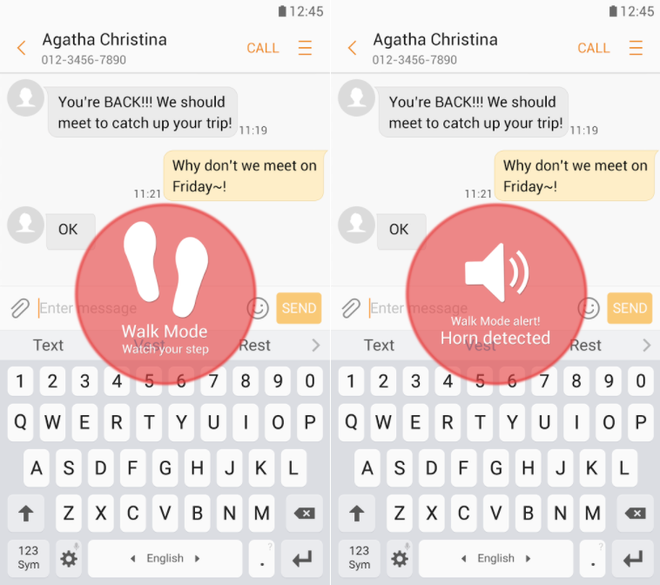 12:45
Agatha Christina
012-3456-7890
CALL
You're BACK!!! We should
meet to catch up your trip!
11:19
Why don't we meet on
Friday~!
11:21
OK
Walk Mode
Watch your step
Enter message
SEND
Text Vest Rest
1 2 3 4 5 6 7 8 9 0
Q W E R T Y U I O P
A S D F G H J K L
Z X C V B N M
123
Sym
English
. ?
12:45
Agatha Christina
012-3456-7890
CALL
You're BACK!!! We should
meet to catch up your trip!
11:19
Why don't we meet on
Friday~!
11:21
OK
Enter message
SEND
Walk Mode alert!
Horn detected
Text Vest Rest
1 2 3 4 5 6 7 8 9 0
Q W E R T Y U I O P
A S D F G H J K L
Z X C V B N M
123
Sym
English
. ?